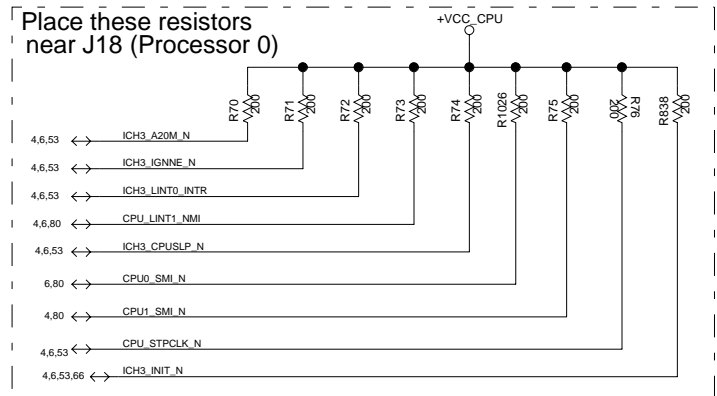 Place these resistors
near J18 (Processor 0)
+VCC_CPU
R70 200
R71 200
R72 200
R73 200
R74 200
R1026 200
R75 200
R76 200
R838 200
4,6,53 ICH3_A20M_N
4,6,53 ICH3_IGNNE_N
4,6,53 ICH3_LINT0_INTR
4,6,80 CPU_LINT1_NMI
4,6,53 ICH3_CPUSLP_N
6,80 CPU0_SMI_N
4,80 CPU1_SMI_N
4,6,53 CPU_STPCLK_N
4,6,53,66 ICH3_INIT_N